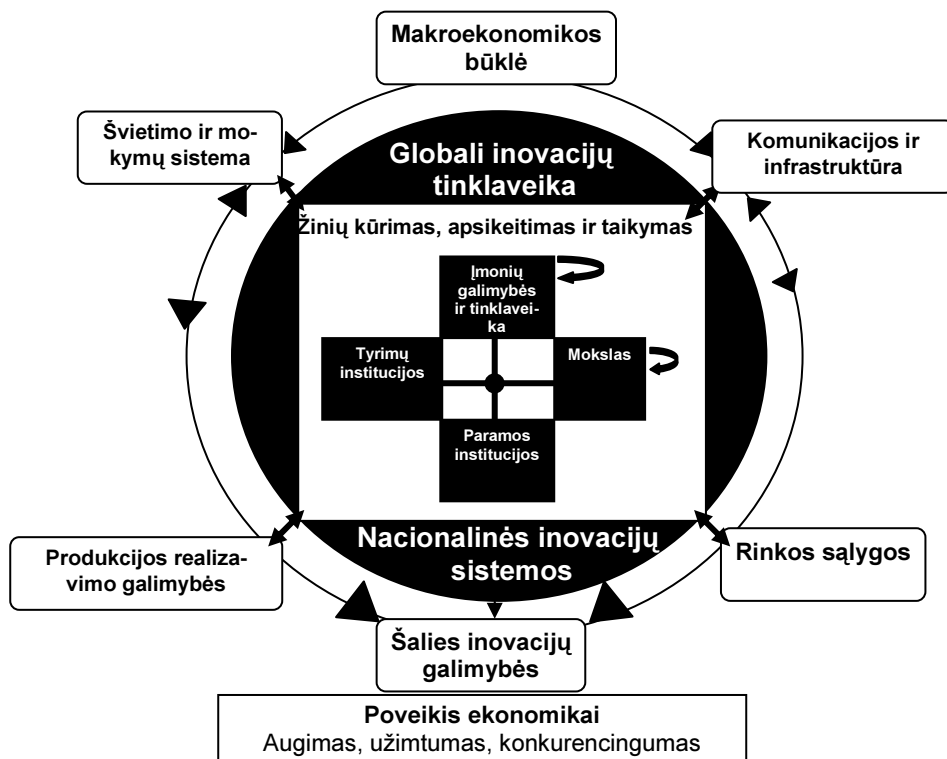 Makroekonomikos
būklė
Švietimo ir mo-
kymų sistema
Komunikacijos ir
infrastruktūra
Globali inovacijų
tinklaveika
Žinių kūrimas, apsikeitimas ir taikymas
Įmonių
galimybės
ir tinklavei-
ka
Tyrimų
institucijos
Mokslas
Paramos
institucijos
Nacionalinės inovacijų
sistemos
Produkcijos realiza-
vimo galimybės
Rinkos sąlygos
Šalies inovacijų
galimybės
Poveikis ekonomikai
Augimas, užimtumas, konkurencingumas